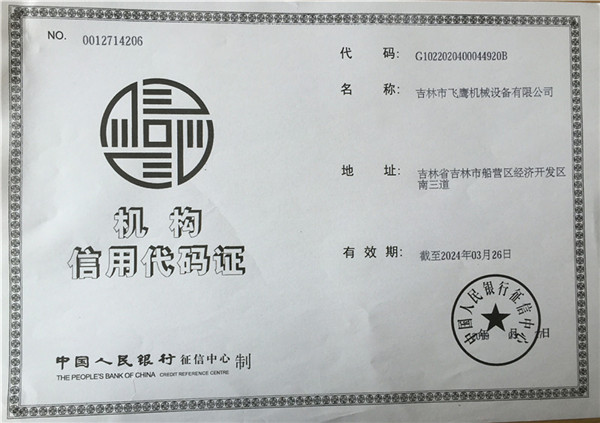 NO. 0012714206
代 码: G1022020400044920B
名 称: 吉林市飞鹰机械设备有限公司
地 址: 吉林省吉林市船营区经济开发区
南三道
机构
信用代码证
有效期: 截至2024年03月26日
中国人民银行征信中心
年 月 日
中国人民银行征信中心 制
THE PEOPLE'S BANK OF CHINA CREDIT REFERENCE CENTRE